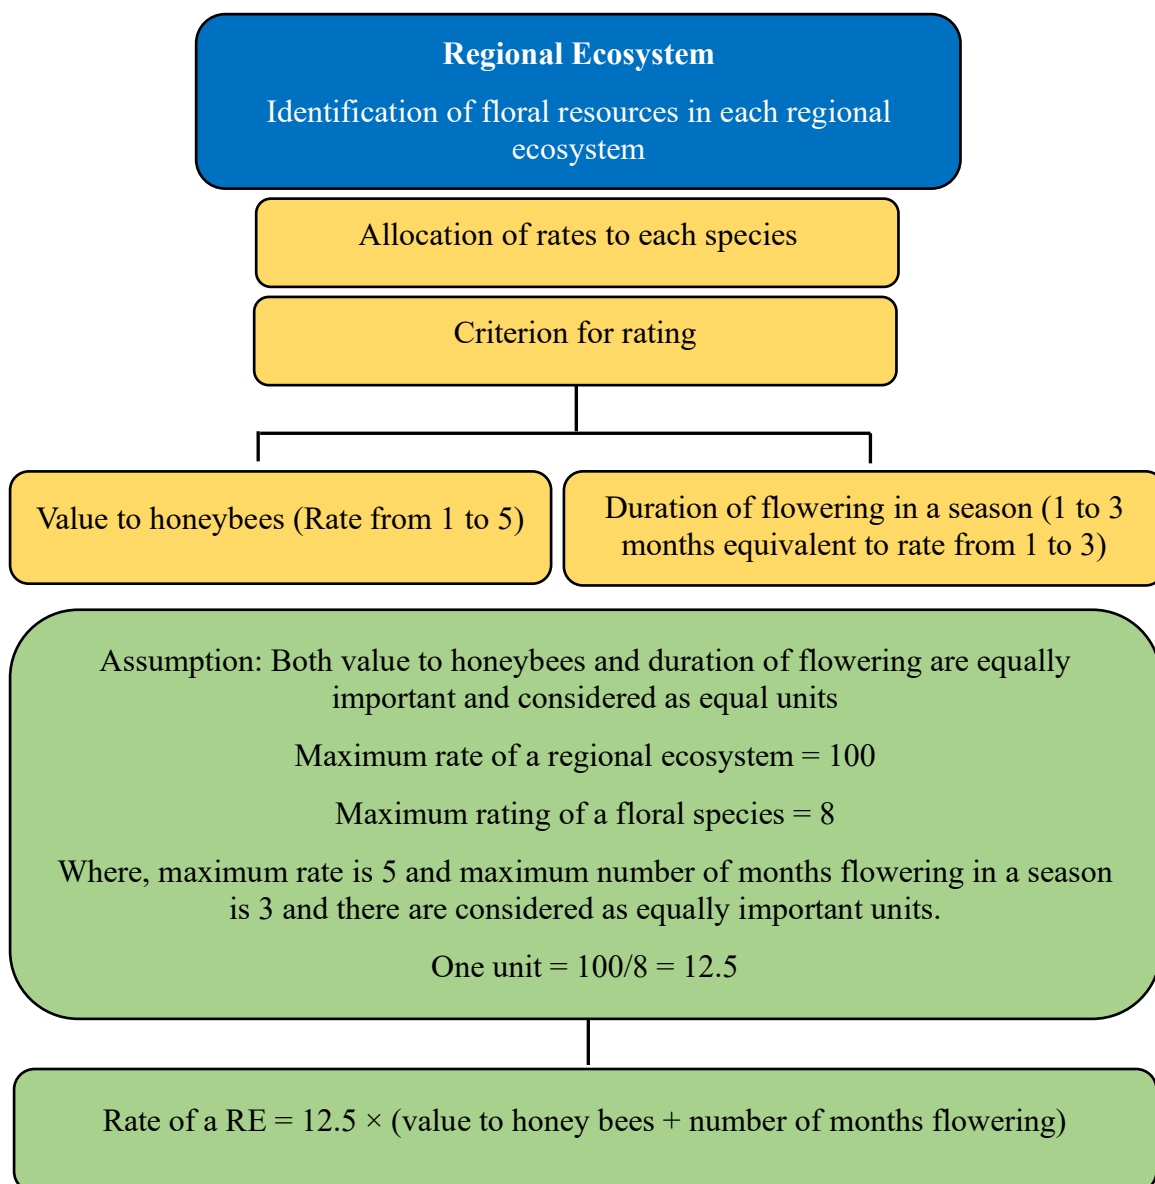 Regional Ecosystem
Identification of floral resources in each regional
ecosystem
Allocation of rates to each species
Criterion for rating
Value to honeybees (Rate from 1 to 5)
Duration of flowering in a season (1 to 3
months equivalent to rate from 1 to 3)
Assumption: Both value to honeybees and duration of flowering are equally
important and considered as equal units
Maximum rate of a regional ecosystem = 100
Maximum rating of a floral species = 8
Where, maximum rate is 5 and maximum number of months flowering in a season
is 3 and there are considered as equally important units.
One unit = 100/8 = 12.5
Rate of a RE = 12.5 × (value to honey bees + number of months flowering)